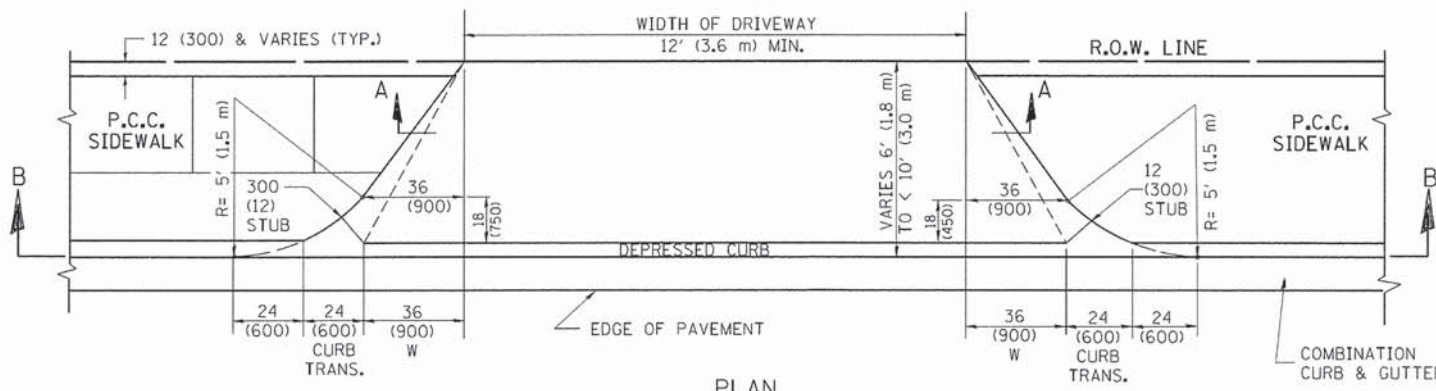 12 (300) & VARIES (TYP.)
WIDTH OF DRIVEWAY
12' (3.6 m) MIN.
R.O.W. LINE
A
A
P.C.C.
SIDEWALK
P.C.C.
SIDEWALK
R= 5' (1.5 m)
300
(12)
STUB
36
(900)
18
(750)
VARIES 6' (1.8 m)
TO < 10' (3.0 m)
36
(900)
18
(450)
12
(300)
STUB
R= 5' (1.5 m)
B
B
DEPRESSED CURB
24
(600)
24
(600)
CURB
TRANS.
36
(900)
W
EDGE OF PAVEMENT
36
(900)
W
24
(600)
CURB
TRANS.
24
(600)
COMBINATION
CURB & GUTTE
PLAN